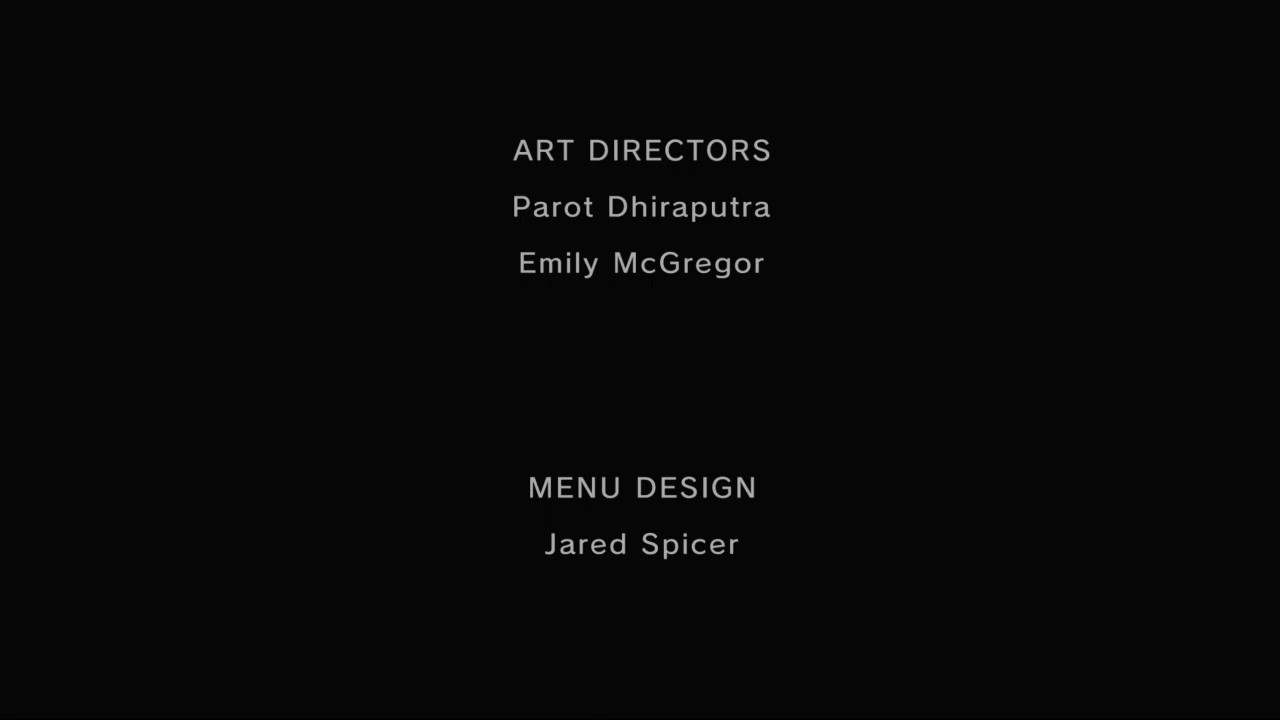 ART DIRECTORS
Parot Dhiraputra
Emily McGregor
MENU DESIGN
Jared Spicer